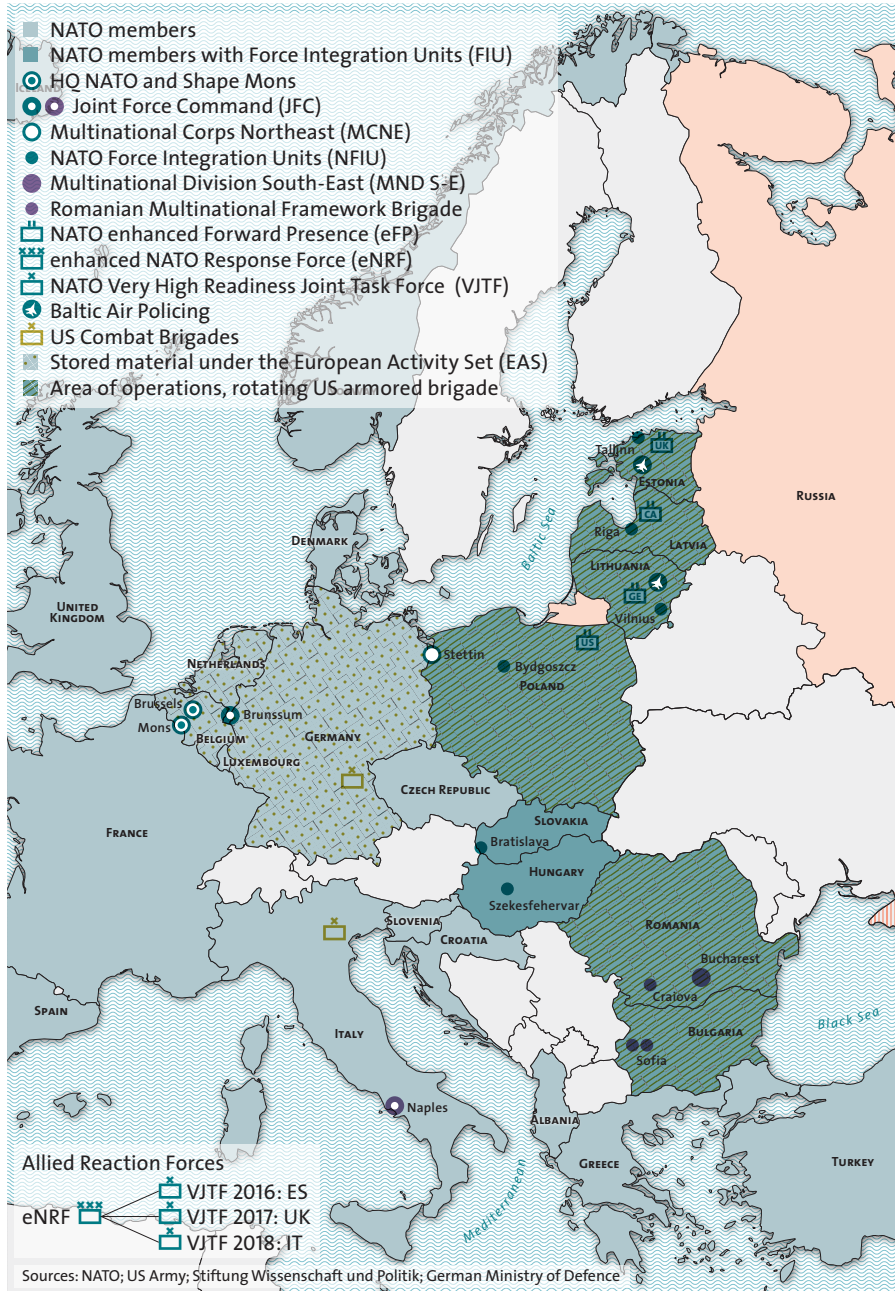 NATO members
NATO members with Force Integration Units (FIU)
HQ NATO and Shape Mons
Joint Force Command (JFC)
Multinational Corps Northeast (MCNE)
NATO Force Integration Units (NFIU)
Multinational Division South-East (MND S-E)
Romanian Multinational Framework Brigade
NATO enhanced Forward Presence (eFP)
enhanced NATO Response Force (eNRF)
NATO Very High Readiness Joint Task Force (VJTF)
Baltic Air Policing
US Combat Brigades
Stored material under the European Activity Set (EAS)
Area of operations, rotating US armored brigade
ICELAND
Tallinn
UK
ESTONIA
RUSSIA
CA
Riga
LATVIA
Baltic Sea
DENMARK
LITHUANIA
GE
Vilnius
UNITED
KINGDOM
US
Stettin
NETHERLANDS
Bydgoszcz
POLAND
Brussels
Mons
Brunssum
BELGIUM
GERMANY
LUXEMBOURG
CZECH REPUBLIC
FRANCE
SLOVAKIA
Bratislava
HUNGARY
Szekesfehervar
SLOVENIA
CROATIA
ROMANIA
Bucharest
Craiova
SPAIN
Black Sea
ITALY
BULGARIA
Sofia
Naples
ALBANIA
GREECE
TURKEY
Mediterranean
Allied Reaction Forces
eNRF
VJTF 2016: ES
VJTF 2017: UK
VJTF 2018: IT
Sources: NATO; US Army; Stiftung Wissenschaft und Politik; German Ministry of Defence